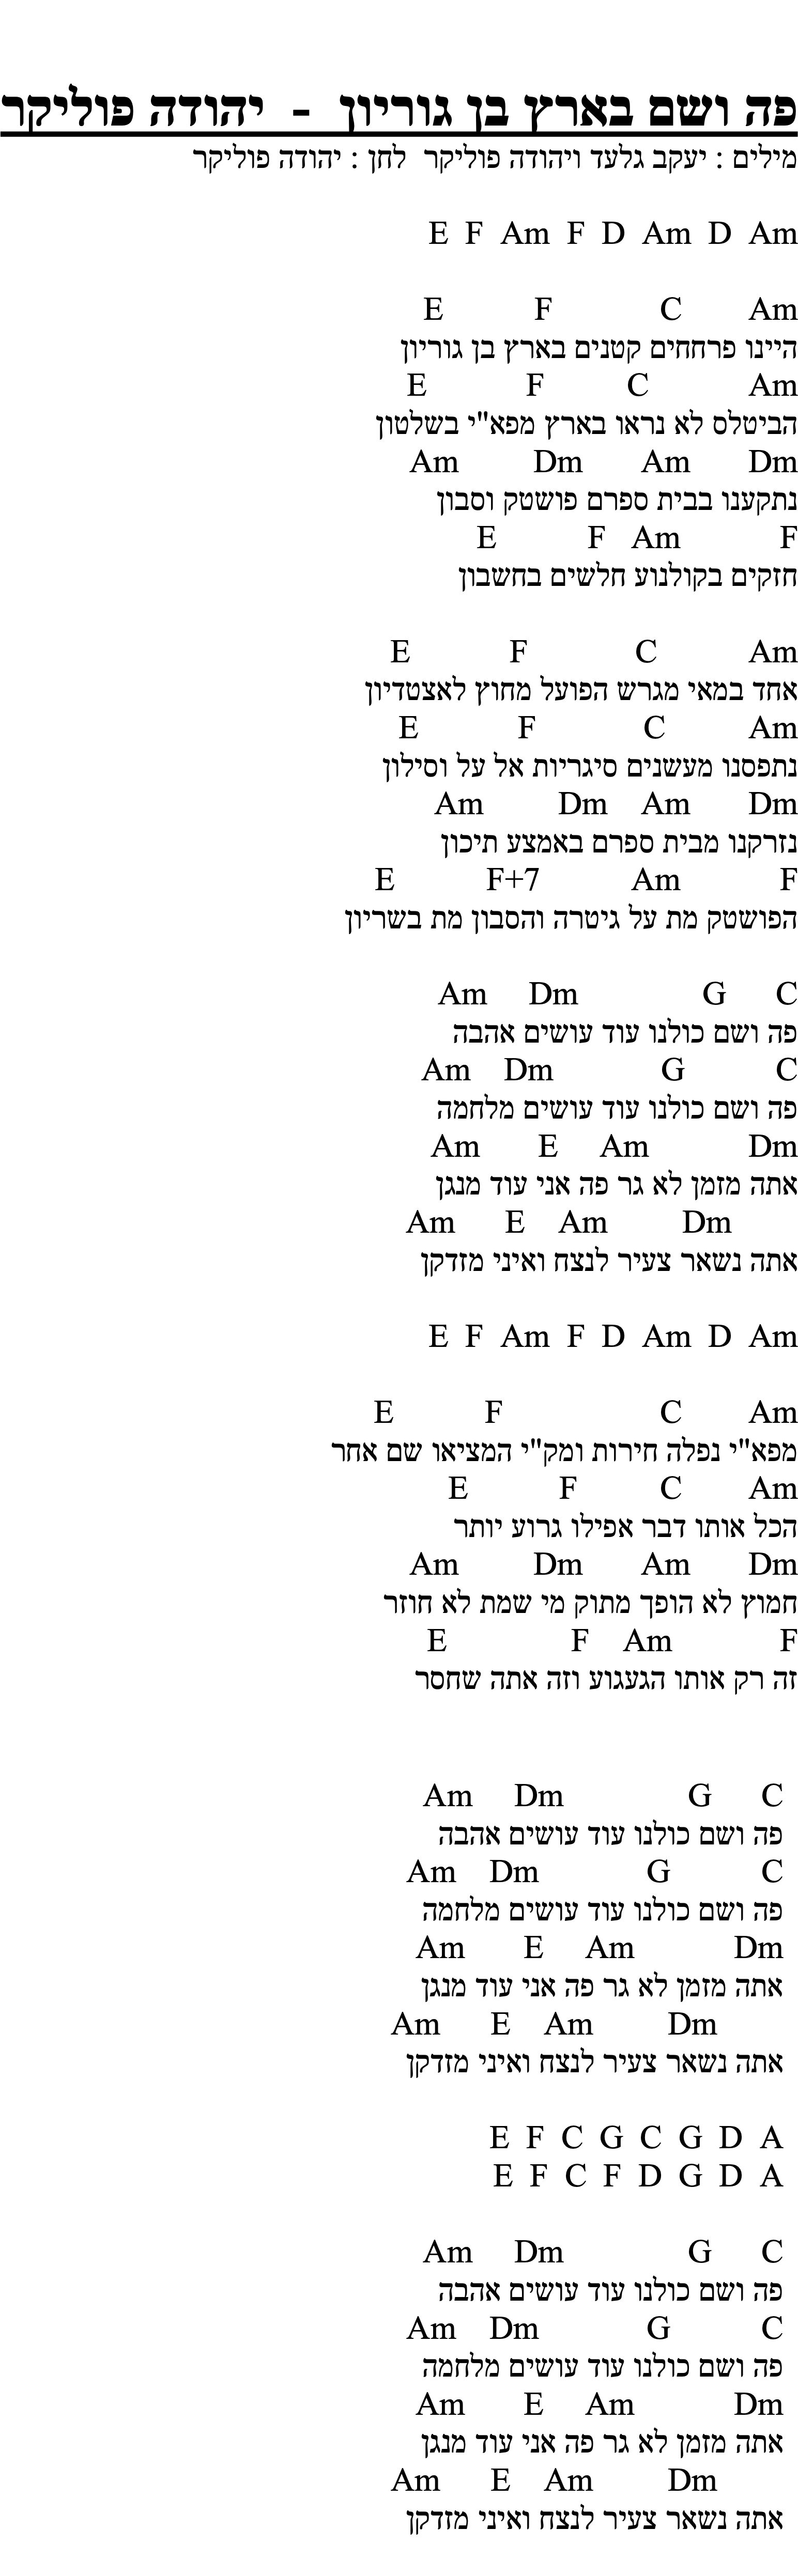 פה ושם בארץ בן גוריון - יהודה פוליקר
מילים : יעקב גלעד ויהודה פוליקר לחן : יהודה פוליקר
E F Am F D Am D Am
E F C Am
היינו פרחחים קטנים בארץ בן גוריון
E F C Am
הביטלס לא נראו בארץ מפא"י בשלטון
Am Dm Am Dm
נתקענו בבית ספרם פושטק וסבון
E F Am F
חזקים בקולנוע חלשים בחשבון
E F C Am
אחד במאי מגרש הפועל מחוץ לאצטדיון
E F C Am
נתפסנו מעשנים סיגריות אל על וסילון
Am Dm Am Dm
נזרקנו מבית ספרם באמצע תיכון
E F+7 Am F
הפושטק מת על גיטרה והסבון מת בשריון
Am Dm G C
פה ושם כולנו עוד עושים אהבה
Am Dm G C
פה ושם כולנו עוד עושים מלחמה
Am E Am Dm
אתה מזמן לא גר פה אני עוד מנגן
Am E Am Dm
אתה נשאר צעיר לנצח ואיני מזדקן
E F Am F D Am D Am
E F C Am
מפא"י נפלה חירות ומק"י המציאו שם אחר
E F C Am
הכל אותו דבר אפילו גרוע יותר
Am Dm Am Dm
חמוץ לא הופך מתוק מי שמת לא חוזר
E F Am F
זה רק אותו הגעגוע וזה אתה שחסר
Am Dm G C
פה ושם כולנו עוד עושים אהבה
Am Dm G C
פה ושם כולנו עוד עושים מלחמה
Am E Am Dm
אתה מזמן לא גר פה אני עוד מנגן
Am E Am Dm
אתה נשאר צעיר לנצח ואיני מזדקן
E F C G C G D A
E F C F D G D A
Am Dm G C
פה ושם כולנו עוד עושים אהבה
Am Dm G C
פה ושם כולנו עוד עושים מלחמה
Am E Am Dm
אתה מזמן לא גר פה אני עוד מנגן
Am E Am Dm
אתה נשאר צעיר לנצח ואיני מזדקן